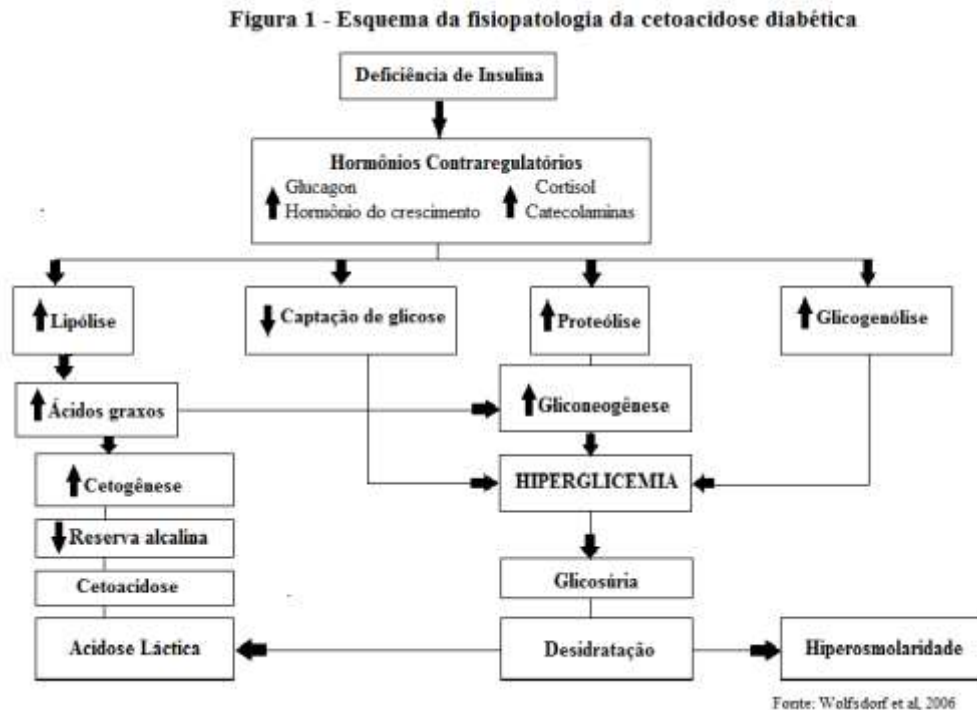 Figura 1 - Esquema da fisiopatologia da cetoacidose diabética
Deficiência de Insulina
Hormônios Contraregulatórios
Glucagon
Hormônio do crescimento
Cortisol
Catecolaminas
Lipólise
Captação de glicose
Proteólise
Glicogenólise
Ácidos graxos
Gliconeogênese
Cetogênese
HIPERGLICEMIA
Reserva alcalina
Cetoacidose
Glicosúria
Acidose Láctica
Desidratação
Hiperosmolaridade
Fonte: Wolfsdorf et al, 2006